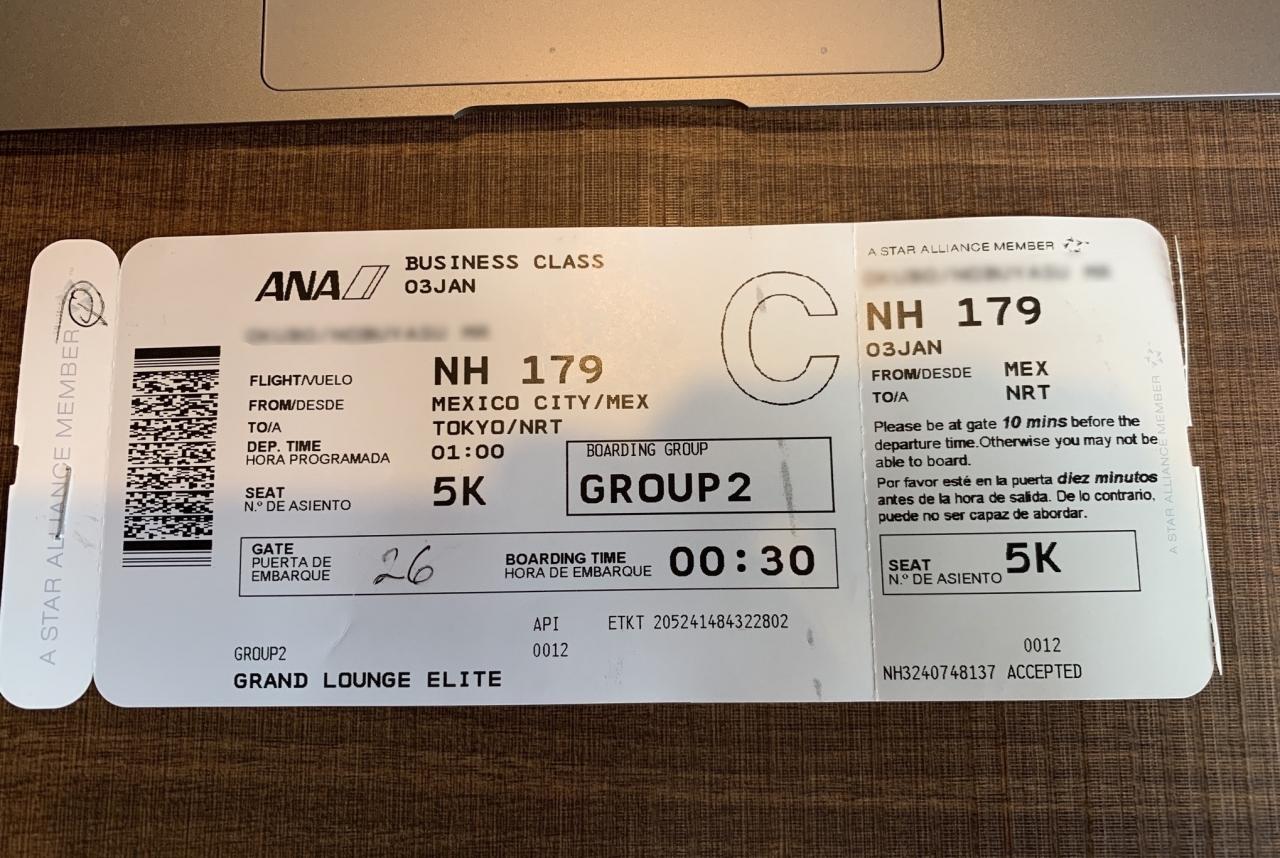 A STAR ALLIANCE MEMBER
ANA
BUSINESS CLASS
03JAN
C
FLIGHT/VUELO NH 179
FROM/DESDE MEXICO CITY/MEX
TO/A TOKYO/NRT
DEP. TIME 01:00
HORA PROGRAMADA
SEAT 5K
N.º DE ASIENTO
BOARDING GROUP
GROUP2
GATE
PUERTA DE
EMBARQUE
26
BOARDING TIME
HORA DE EMBARQUE
00:30
API ETKT 205241484322802
0012
GROUP2
GRAND LOUNGE ELITE
A STAR ALLIANCE MEMBER
NH 179
03JAN
FROM/DESDE MEX
TO/A NRT
Please be at gate 10 mins before the
departure time.Otherwise you may not be
able to board.
Por favor esté en la puerta diez minutos
antes de la hora de salida. De lo contrario,
puede no ser capaz de abordar.
SEAT 5K
N.º DE ASIENTO
0012
NH3240748137 ACCEPTED
A STAR ALLIANCE MEMBER